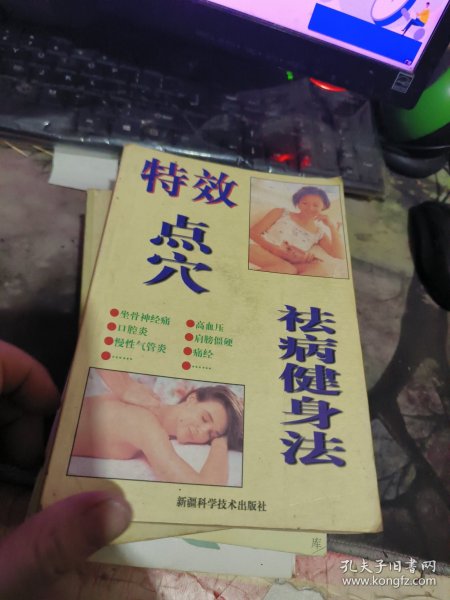 特效
点穴
祛病健身法
●坐骨神经痛
●口腔炎
●慢性气管炎
●……
●高血压
●肩膀僵硬
●痛经
●……
新疆科学技术出版社
库
孔夫子旧书网
www.kongfz.com